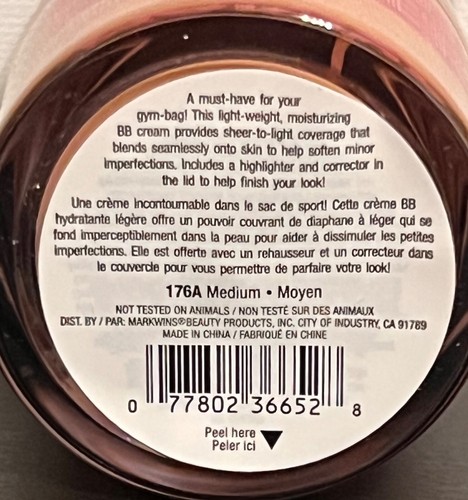 A must-have for your
gym-bag! This light-weight, moisturizing
BB cream provides sheer-to-light coverage that
blends seamlessly onto skin to help soften minor
imperfections. Includes a highlighter and corrector in
the lid to help finish your look!
Une crème incontournable dans le sac de sport! Cette crème BB
hydratante légère offre un pouvoir couvrant de diaphane à léger qui se
fond imperceptiblement dans la peau pour aider à dissimuler les petites
imperfections. Elle est offerte avec un rehausseur et un correcteur dans
le couvercle pour vous permettre de parfaire votre look!
176A Medium • Moyen
NOT TESTED ON ANIMALS / NON TESTÉ SUR DES ANIMAUX
DIST. BY / PAR: MARKWINS®BEAUTY PRODUCTS, INC. CITY OF INDUSTRY, CA 91789
MADE IN CHINA / FABRIQUÉ EN CHINE
0 77802 36652 8
Peel here
Peler ici